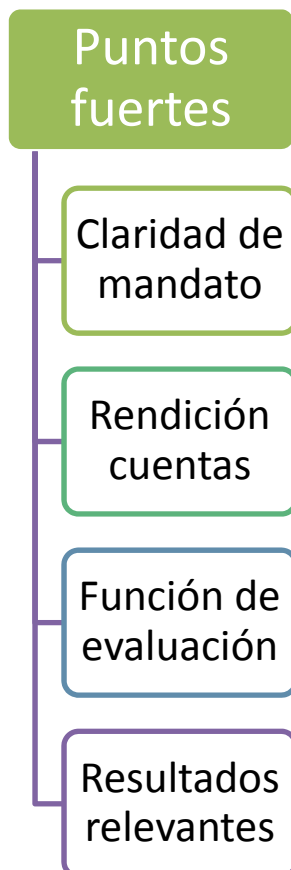 Puntos
fuertes
Claridad de
mandato
Rendición
cuentas
Función de
evaluación
Resultados
relevantes